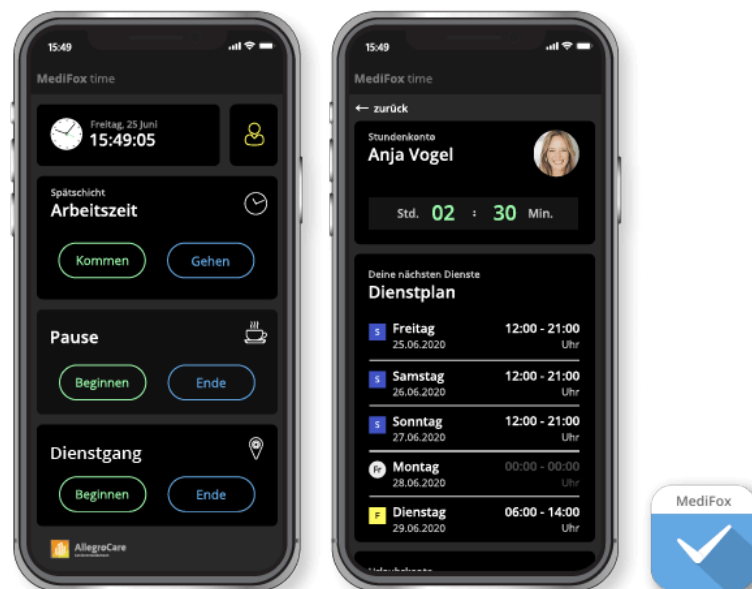 15:49
MediFox time
Freitag, 25 Juni
15:49:05
Spätschicht
Arbeitszeit
Kommen Gehen
Pause
Beginnen Ende
Dienstgang
Beginnen Ende
AllegroCare
15:49
MediFox time
← zurück
Stundenkonto
Anja Vogel
Std. 02 : 30 Min.
Deine nächsten Dienste
Dienstplan
S Freitag 12:00 - 21:00
25.06.2020 Uhr
S Samstag 12:00 - 21:00
26.06.2020 Uhr
S Sonntag 12:00 - 21:00
27.06.2020 Uhr
Fr Montag 00:00 - 00:00
28.06.2020 Uhr
F Dienstag 06:00 - 14:00
29.06.2020 Uhr
Urlaubskonto
MediFox